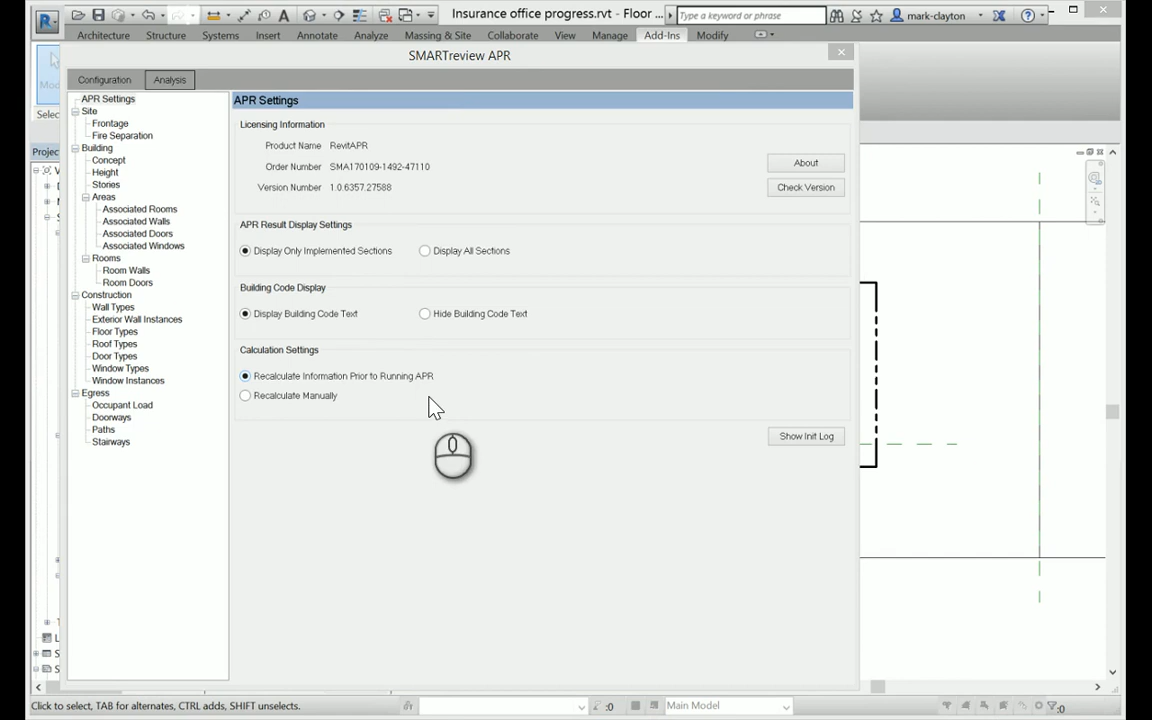 Insurance office progress.rvt - Floor ...
Type a keyword or phrase
mark-clayton
Architecture Structure Systems Insert Annotate Analyze Massing & Site Collaborate View Manage Add-Ins Modify
SMARTreview APR
Configuration Analysis
APR Settings
Site
Frontage
Fire Separation
Building
Concept
Height
Stories
Areas
Associated Rooms
Associated Walls
Associated Doors
Associated Windows
Rooms
Room Walls
Room Doors
Construction
Wall Types
Exterior Wall Instances
Floor Types
Roof Types
Door Types
Window Types
Window Instances
Egress
Occupant Load
Doorways
Paths
Stairways
APR Settings
Licensing Information
Product Name RevitAPR
Order Number SMA170109-1492-47110
Version Number 1.0.6357.27588
About
Check Version
APR Result Display Settings
Display Only Implemented Sections Display All Sections
Building Code Display
Display Building Code Text Hide Building Code Text
Calculation Settings
Recalculate Information Prior to Running APR
Recalculate Manually
Show Init Log
Click to select, TAB for alternates, CTRL adds, SHIFT unselects.
:0
Main Model
:0